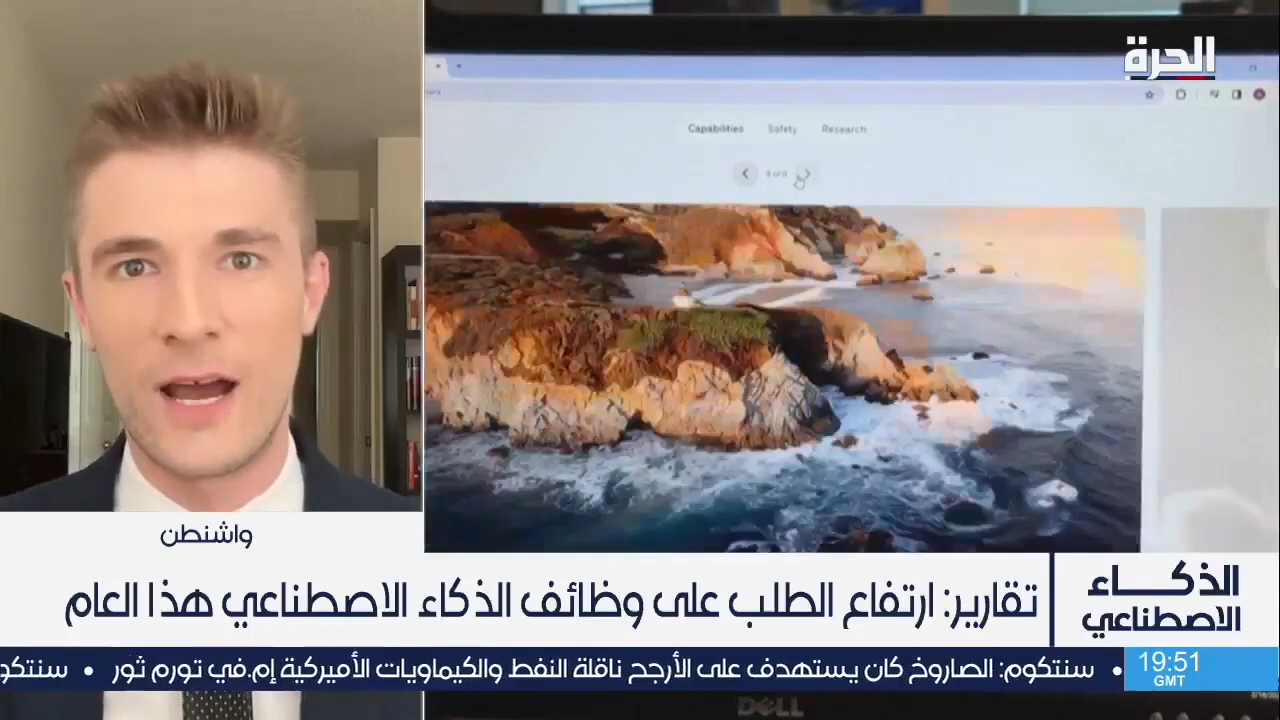 الحرة
Capabilities Safety Research
واشنطن
الذكاء
الاصطناعي
تقارير: ارتفاع الطلب على وظائف الذكاء الاصطناعي هذا العام
19:51
GMT
• سنتكوم: الصاروخ كان يستهدف على الأرجح ناقلة النفط والكيماويات الأميركية إم.في تورم ثور • سنتكو
DELL